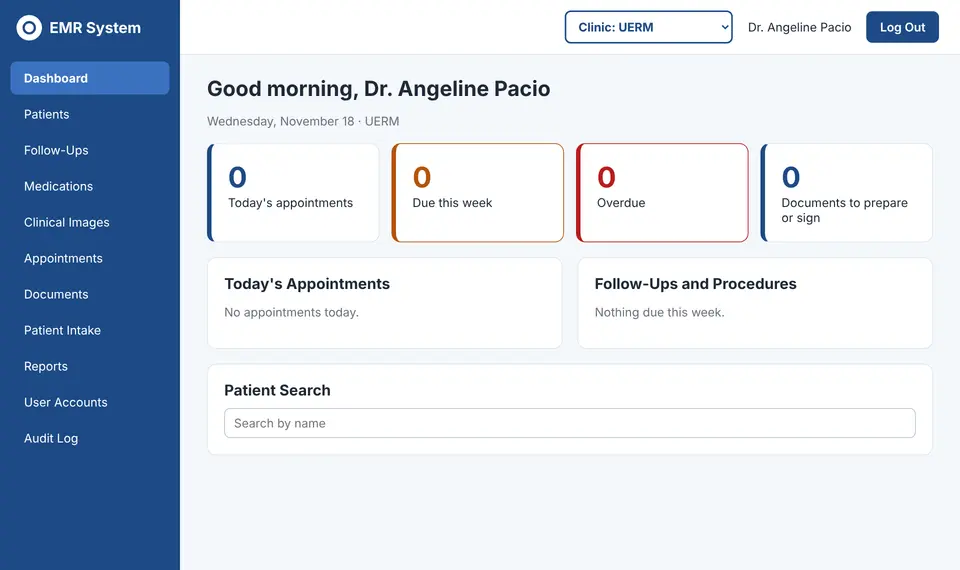 EMR System
Clinic: UERM
Dr. Angeline Pacio
Log Out
Dashboard
Patients
Follow-Ups
Medications
Clinical Images
Appointments
Documents
Patient Intake
Reports
User Accounts
Audit Log
Good morning, Dr. Angeline Pacio
Wednesday, November 18 · UERM
0
Today's appointments
0
Due this week
0
Overdue
0
Documents to prepare
or sign
Today's Appointments
No appointments today.
Follow-Ups and Procedures
Nothing due this week.
Patient Search
Search by name